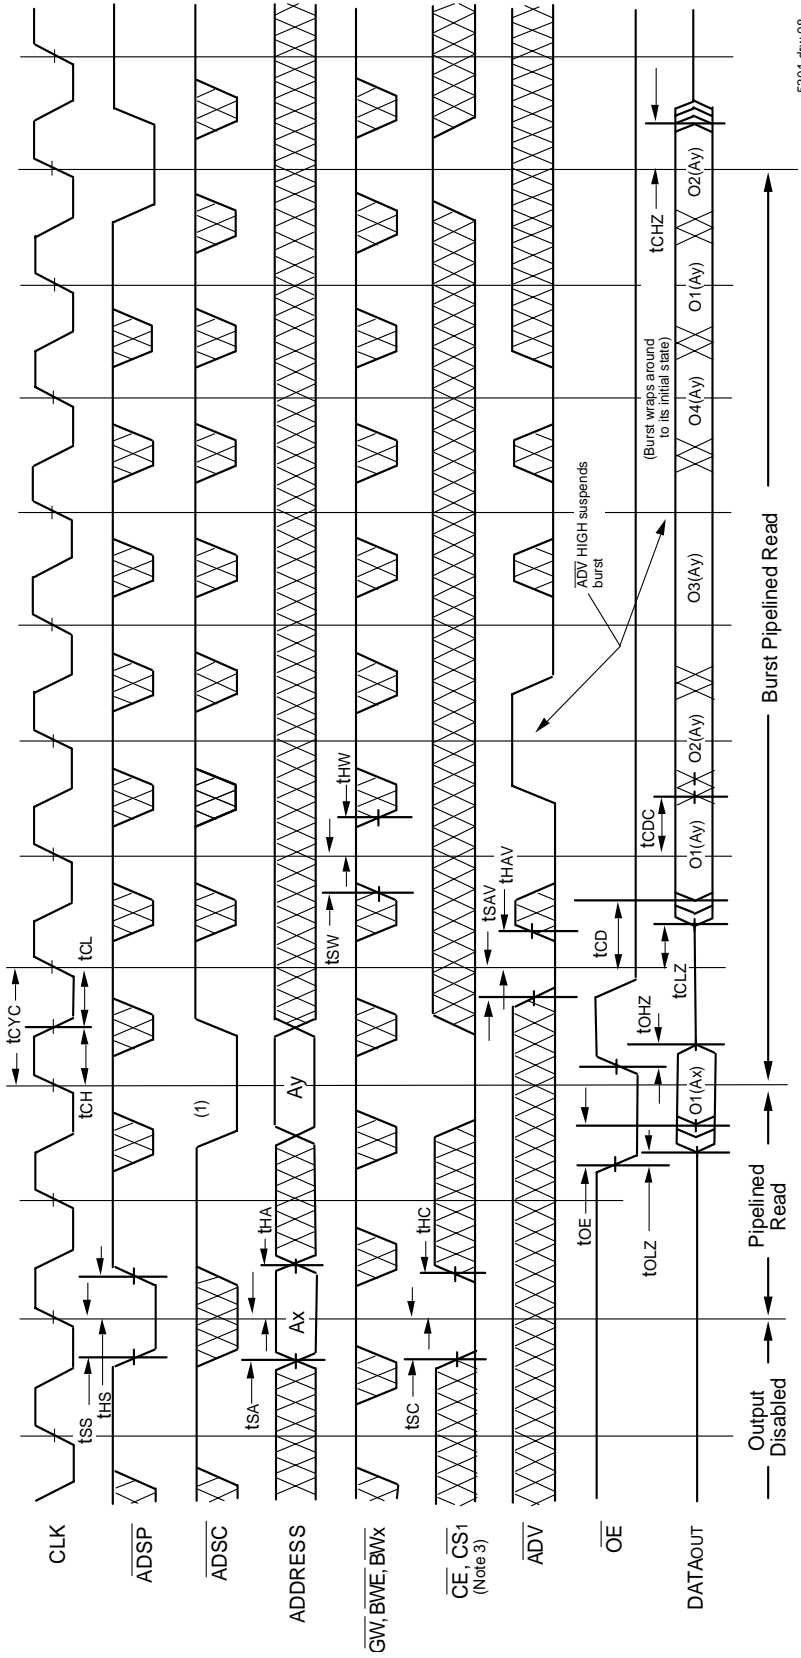 CLK
tCYC
tCH
tCL
tSS
tHS
ADSP
ADSC
(1)
tSA
tHA
ADDRESS
Ax
Ay
tSW
tHW
GW, BWE, BWx
tSC
tHC
CE, CS1
(Note 3)
tSAV
tHAV
ADV
ADV HIGH suspends
burst
OE
tOE
tOLZ
tOHZ
tCD
tCLZ
tCDC
(Burst wraps around
to its initial state)
tCHZ
DATAOUT
O1(Ax)
O1(Ay)
O2(Ay)
O3(Ay)
O4(Ay)
O1(Ay)
O2(Ay)
Output
Disabled
Pipelined
Read
Burst Pipelined Read